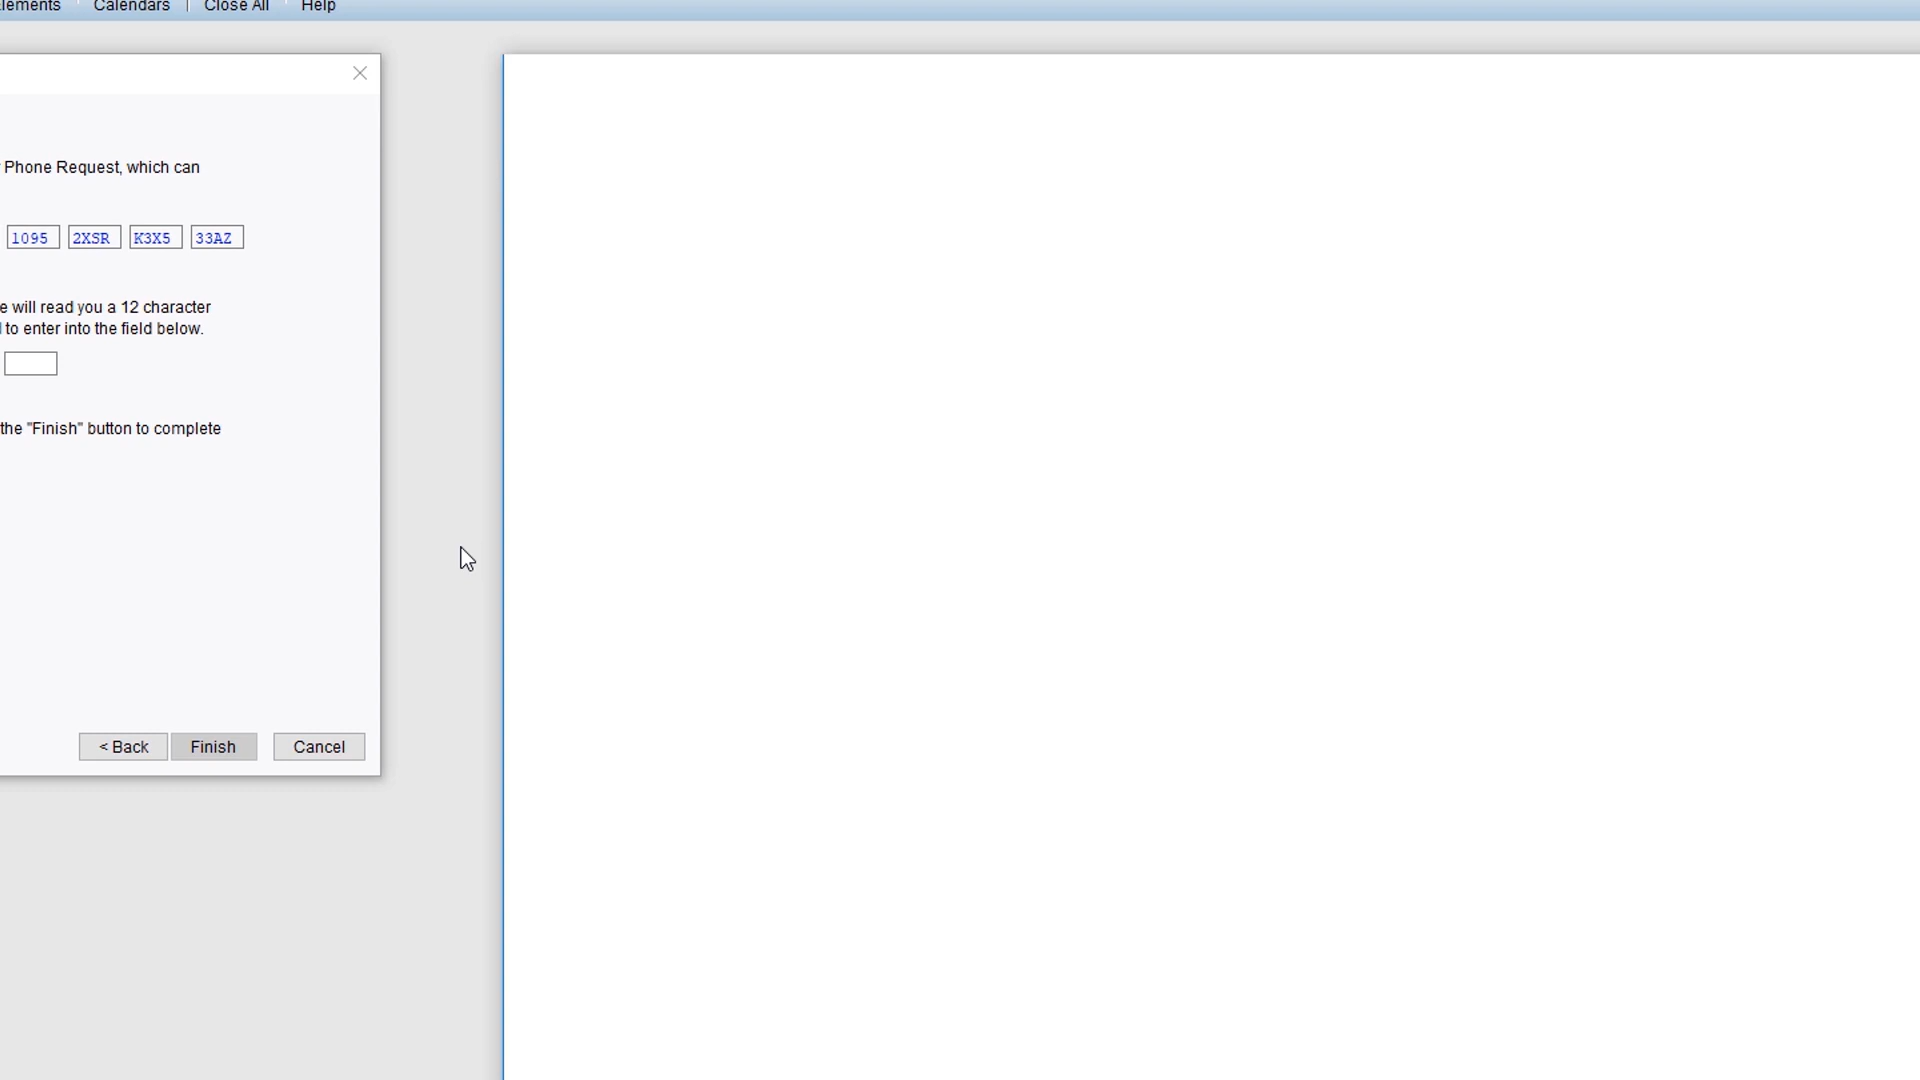 Calendars | Close All Help
Phone Request, which can
1095 2XSR K3X5 33AZ
will read you a 12 character
to enter into the field below.
the "Finish" button to complete
< Back Finish Cancel